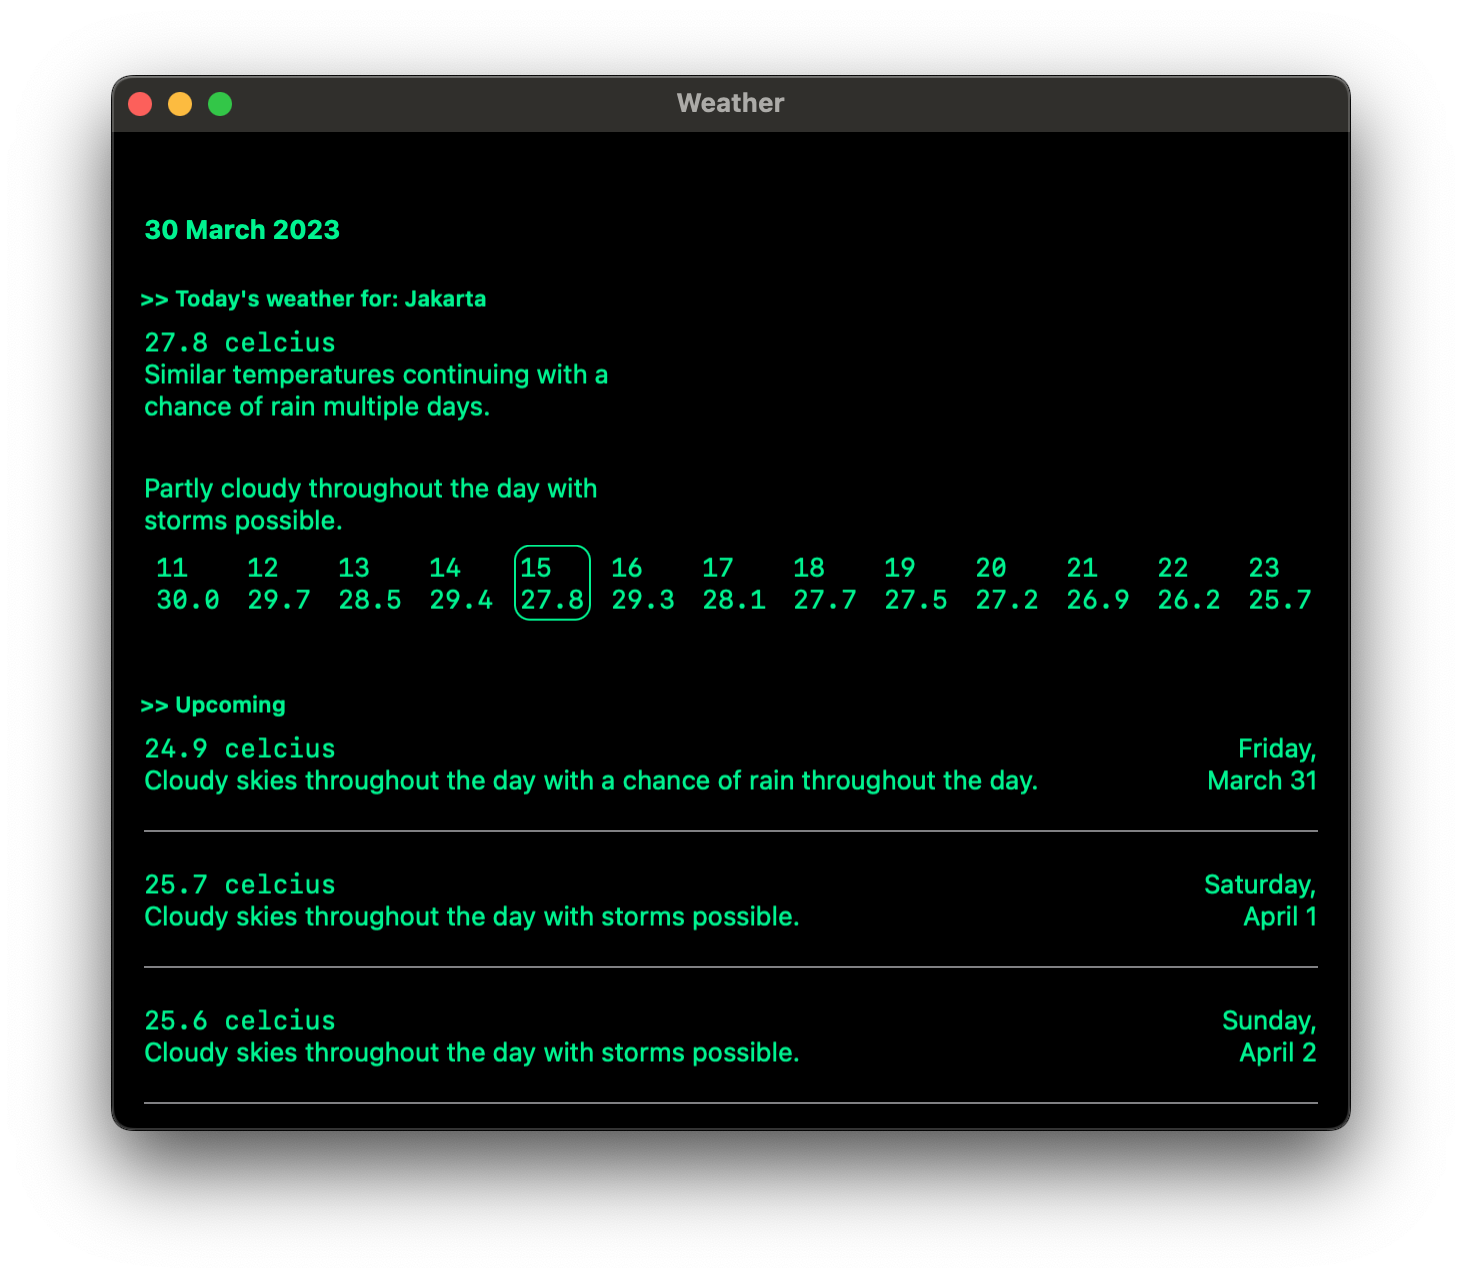 Weather
30 March 2023
>> Today's weather for: Jakarta
27.8 celcius
Similar temperatures continuing with a
chance of rain multiple days.
Partly cloudy throughout the day with
storms possible.
11 12 13 14 15 16 17 18 19 20 21 22 23
30.0 29.7 28.5 29.4 27.8 29.3 28.1 27.7 27.5 27.2 26.9 26.2 25.7
>> Upcoming
24.9 celcius Friday,
Cloudy skies throughout the day with a chance of rain throughout the day. March 31
25.7 celcius Saturday,
Cloudy skies throughout the day with storms possible. April 1
25.6 celcius Sunday,
Cloudy skies throughout the day with storms possible. April 2